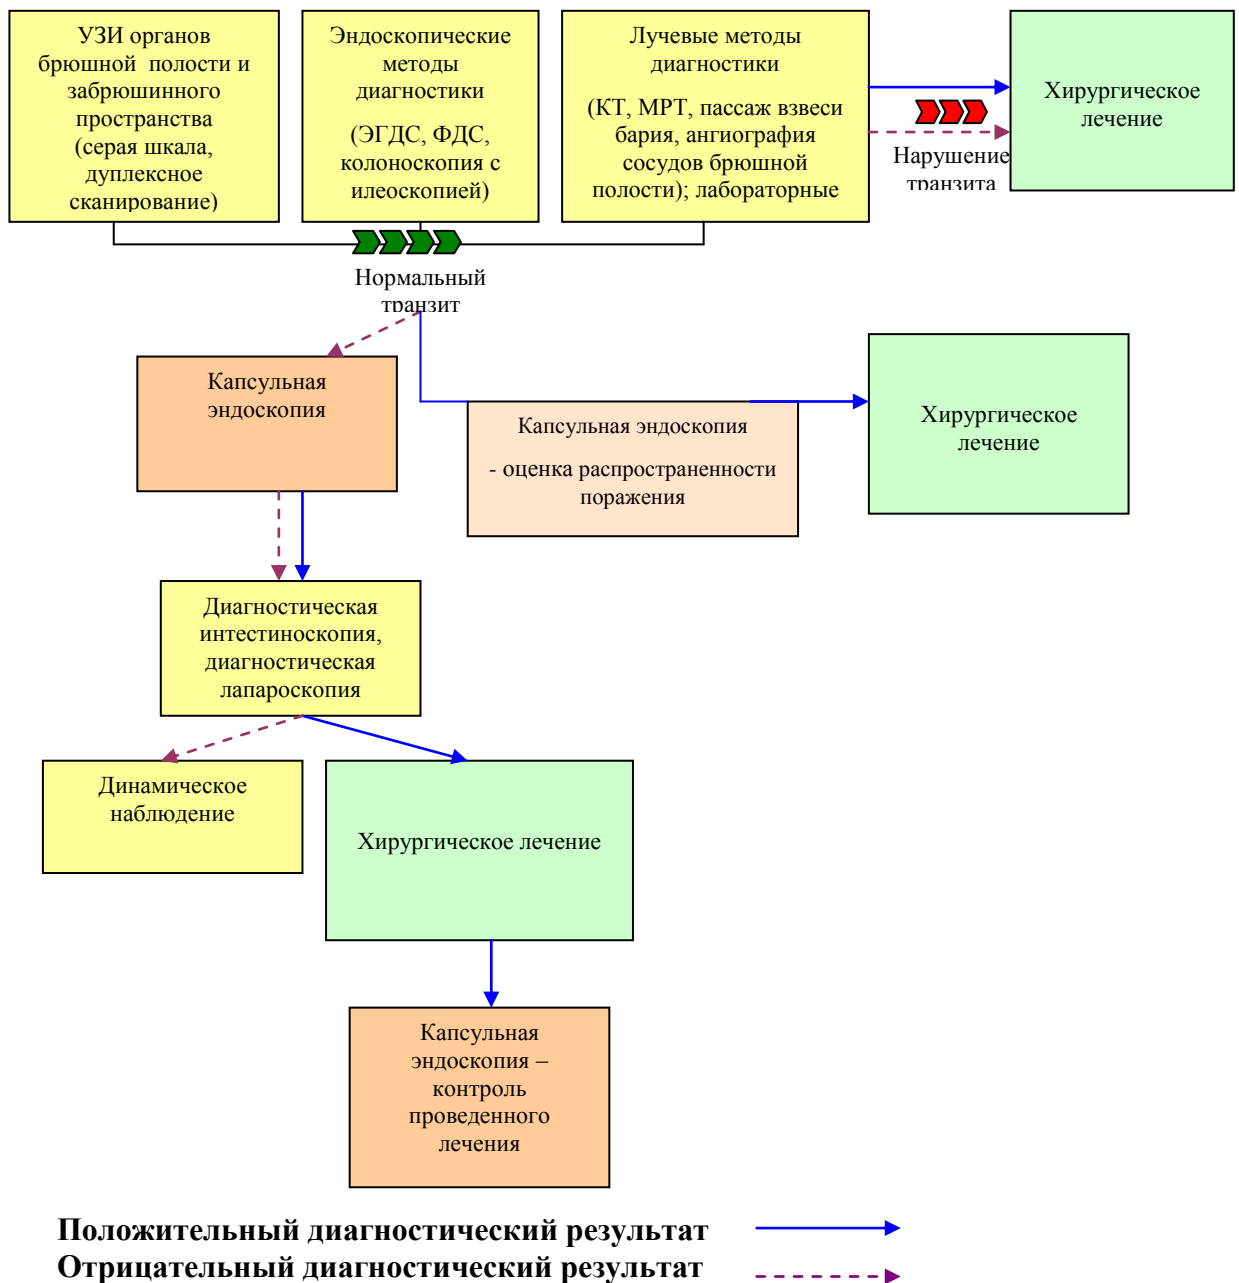 УЗИ органов
брюшной полости и
забрюшинного
пространства
(серая шкала,
дуплексное
сканирование)
Эндоскопические
методы
диагностики
(ЭГДС, ФДС,
колоноскопия с
илеоскопией)
Лучевые методы
диагностики
(КТ, МРТ, пассаж взвеси
бария, ангиография
сосудов брюшной
полости); лабораторные
Нарушение
транзита
Хирургическое
лечение
Нормальный
транзит
Капсульная
эндоскопия
Капсульная эндоскопия
- оценка распространенности
поражения
Хирургическое
лечение
Диагностическая
интестиноскопия,
диагностическая
лапароскопия
Динамическое
наблюдение
Хирургическое лечение
Капсульная
эндоскопия –
контроль
проведенного
лечения
Положительный диагностический результат
Отрицательный диагностический результат